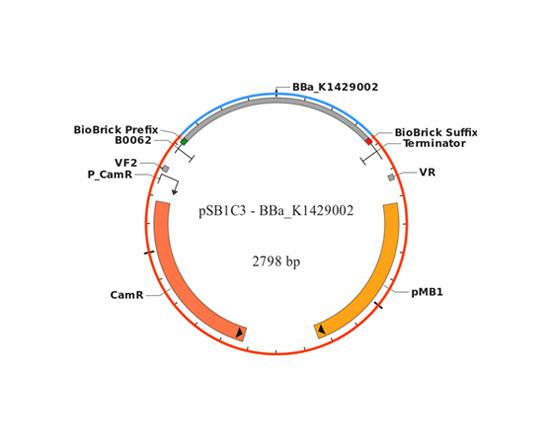 BBa_K1429002
BioBrick Prefix
BioBrick Suffix
B0062
Terminator
VF2
VR
P_CamR
pSB1C3 - BBa_K1429002
2798 bp
CamR
pMB1